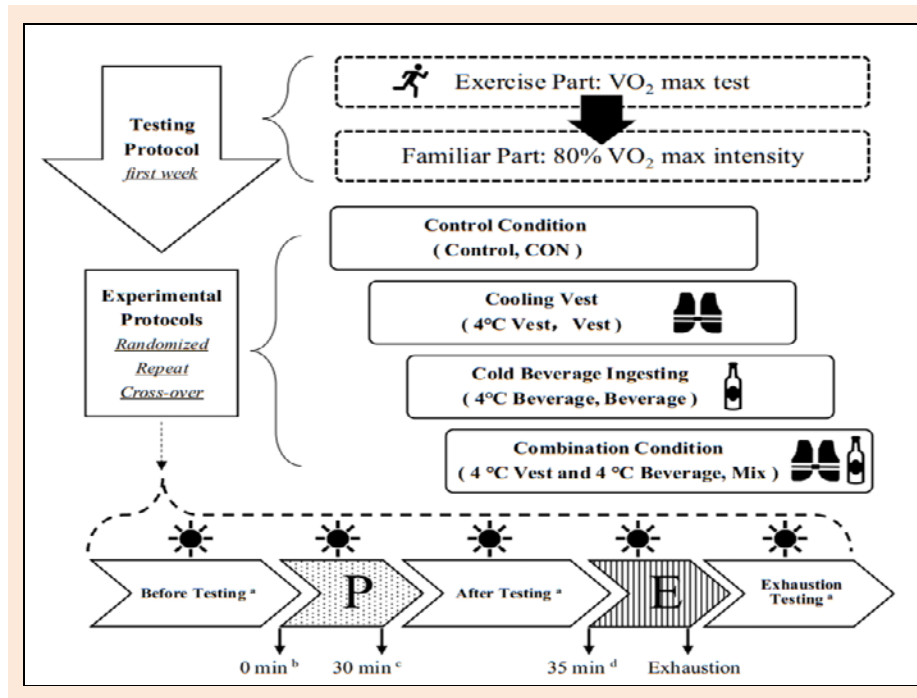 Exercise Part: VO₂ max test
Testing
Protocol
first week
Familiar Part: 80% VO₂ max intensity
Control Condition
( Control, CON )
Experimental
Protocols
Randomized
Repeat
Cross-over
Cooling Vest
(4°C Vest, Vest )
Cold Beverage Ingesting
( 4°C Beverage, Beverage )
Combination Condition
( 4 °C Vest and 4 °C Beverage, Mix )
Before Testing ᵃ
P
After Testing ᵃ
E
Exhaustion
Testing ᵃ
0 min ᵇ
30 min ᶜ
35 min ᵈ
Exhaustion